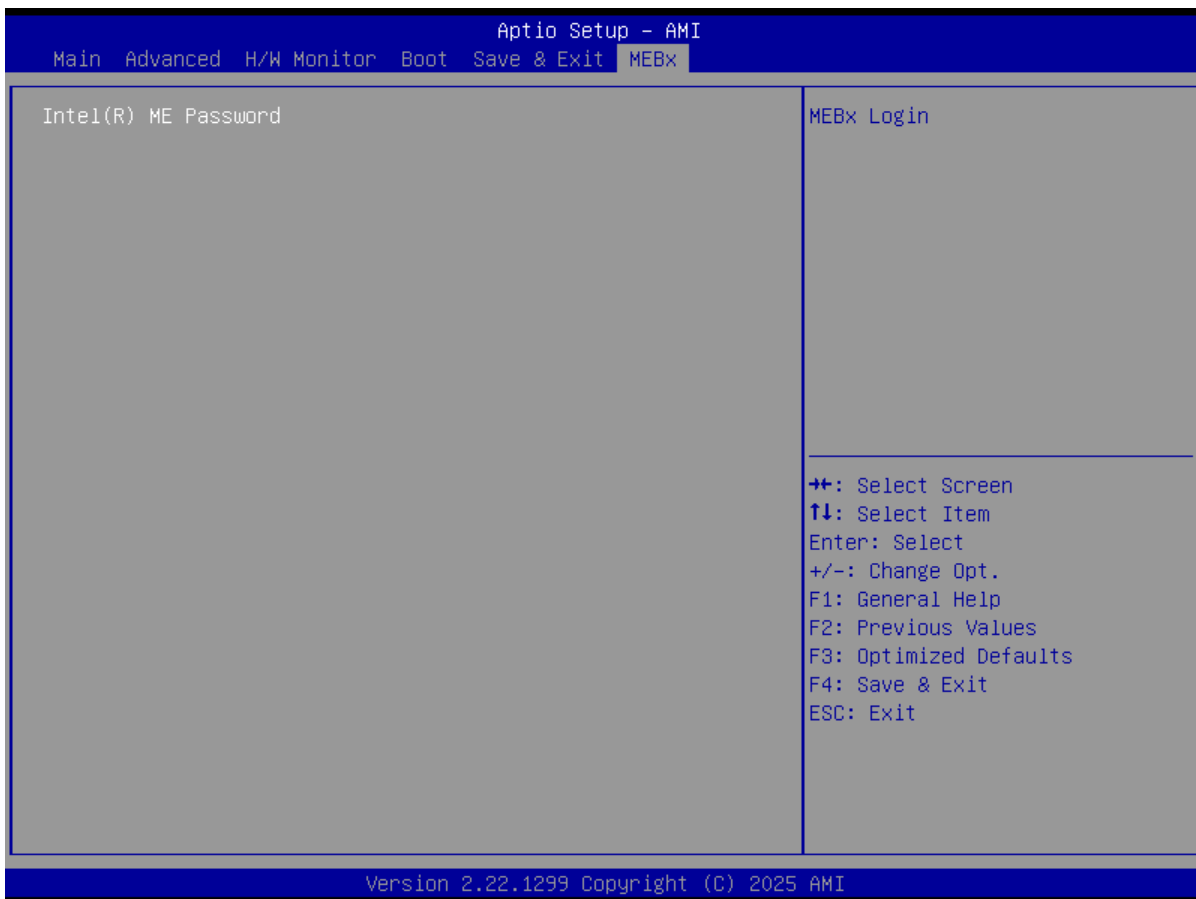 Aptio Setup – AMI
Main Advanced H/W Monitor Boot Save & Exit MEBx
Intel(R) ME Password
MEBx Login
→←: Select Screen
↑↓: Select Item
Enter: Select
+/-: Change Opt.
F1: General Help
F2: Previous Values
F3: Optimized Defaults
F4: Save & Exit
ESC: Exit
Version 2.22.1299 Copyright (C) 2025 AMI